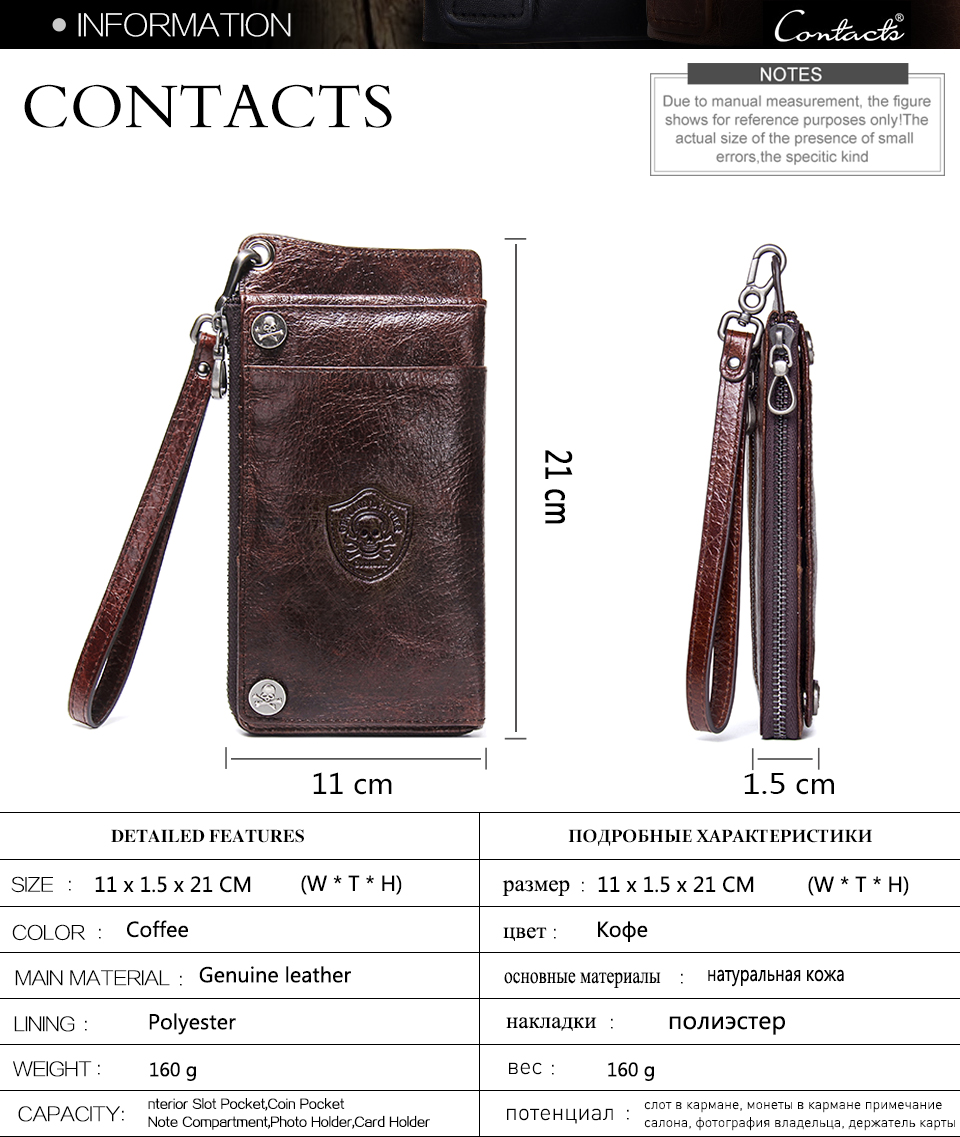 INFORMATION
Contacts®
CONTACTS
NOTES
Due to manual measurement, the figure
shows for reference purposes only!The
actual size of the presence of small
errors,the specitic kind
21 cm
11 cm
1.5 cm
DETAILED FEATURES
SIZE : 11 x 1.5 x 21 CM (W * T * H)
COLOR : Coffee
MAIN MATERIAL : Genuine leather
LINING : Polyester
WEIGHT : 160 g
CAPACITY: nterior Slot Pocket,Coin Pocket
Note Compartment,Photo Holder,Card Holder
ПОДРОБНЫЕ ХАРАКТЕРИСТИКИ
размер : 11 x 1.5 x 21 CM (W * T * H)
цвет : Кофе
основные материалы : натуральная кожа
накладки : полиэстер
вес : 160 g
потенциал : слот в кармане, монеты в кармане примечание
салона, фотография владельца, держатель карты